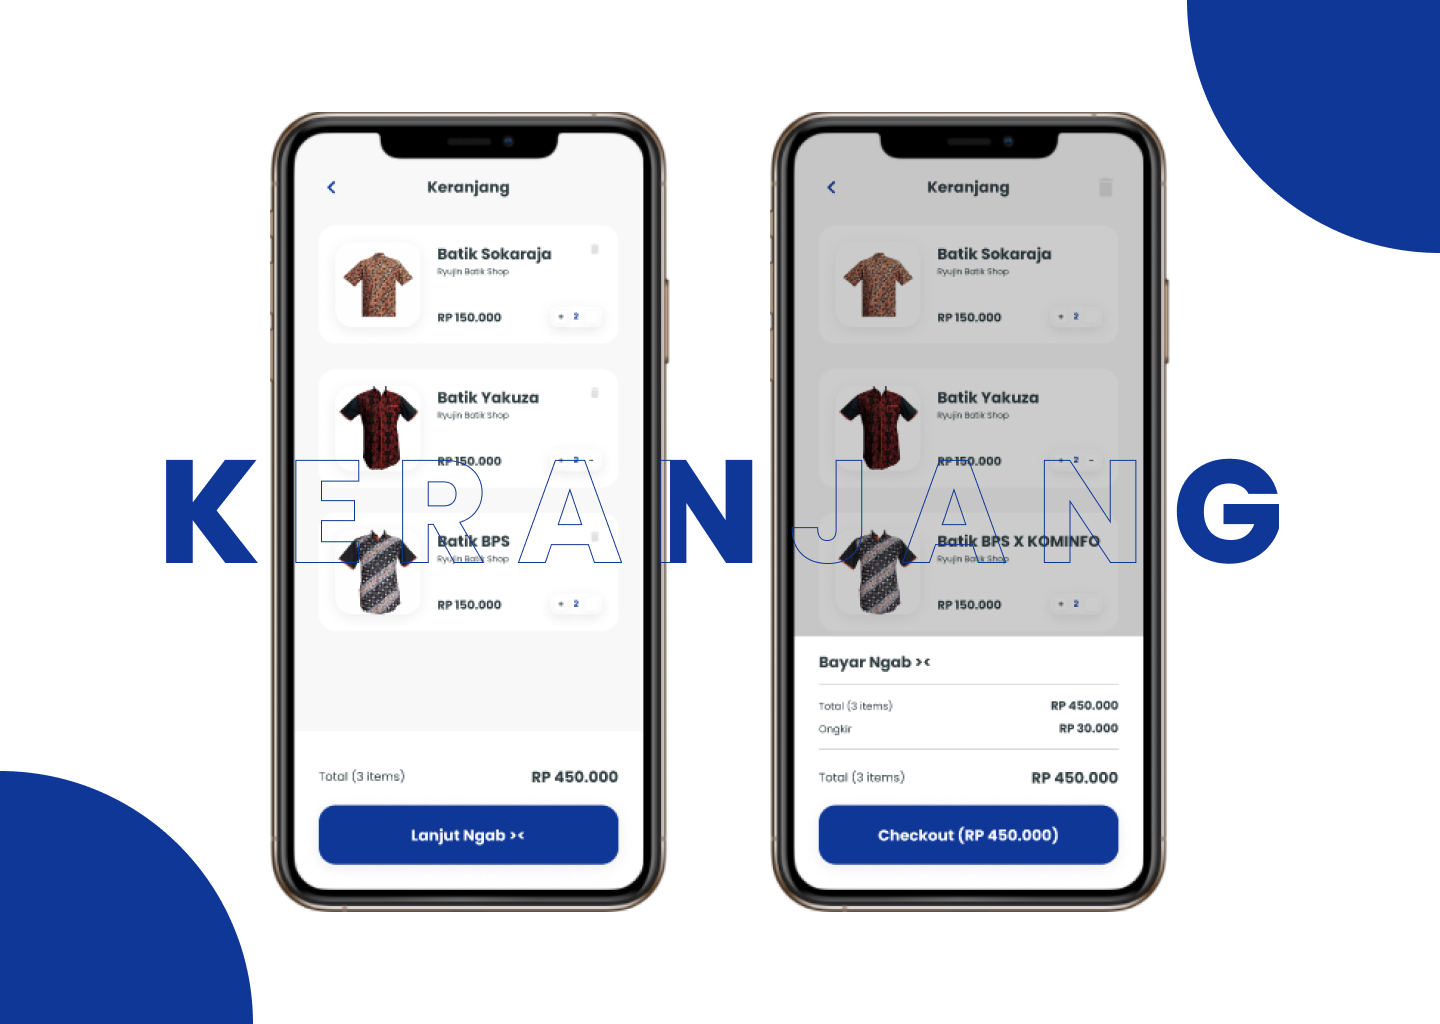 Keranjang
Batik Sokaraja
Ryujin Batik Shop
RP 150.000
+ 2
Batik Yakuza
Ryujin Batik Shop
RP 150.000
+ 2 -
Batik BPS
Ryujin Batik Shop
RP 150.000
+ 2
Total (3 items)
RP 450.000
Lanjut Ngab ><
KERANJANG
Keranjang
Batik Sokaraja
Ryujin Batik Shop
RP 150.000
+ 2
Batik Yakuza
Ryujin Batik Shop
RP 150.000
+ 2 -
Batik BPS X KOMINFO
Ryujin Batik Shop
RP 150.000
+ 2
Bayar Ngab ><
Total (3 items)
RP 450.000
Ongkir
RP 30.000
Total (3 items)
RP 450.000
Checkout (RP 450.000)